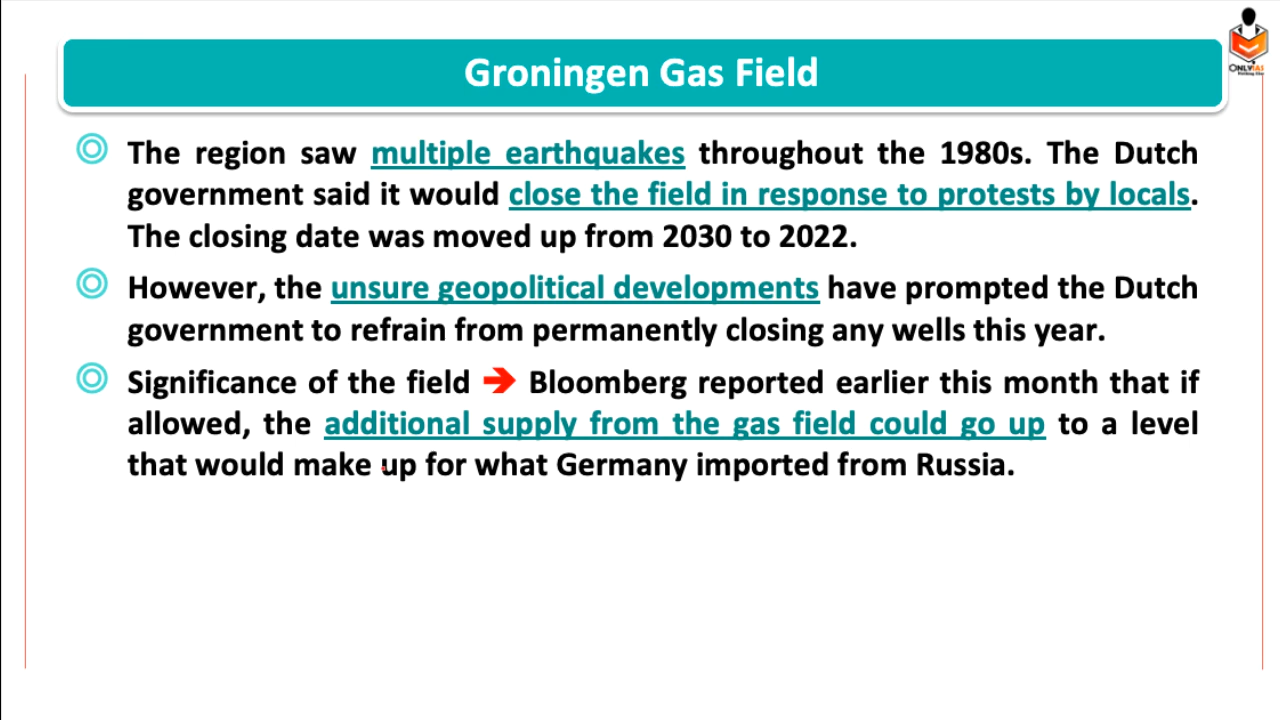 Groningen Gas Field
ONLYIAS
The region saw multiple earthquakes throughout the 1980s. The Dutch
government said it would close the field in response to protests by locals.
The closing date was moved up from 2030 to 2022.
However, the unsure geopolitical developments have prompted the Dutch
government to refrain from permanently closing any wells this year.
Significance of the field ➔ Bloomberg reported earlier this month that if
allowed, the additional supply from the gas field could go up to a level
that would make up for what Germany imported from Russia.